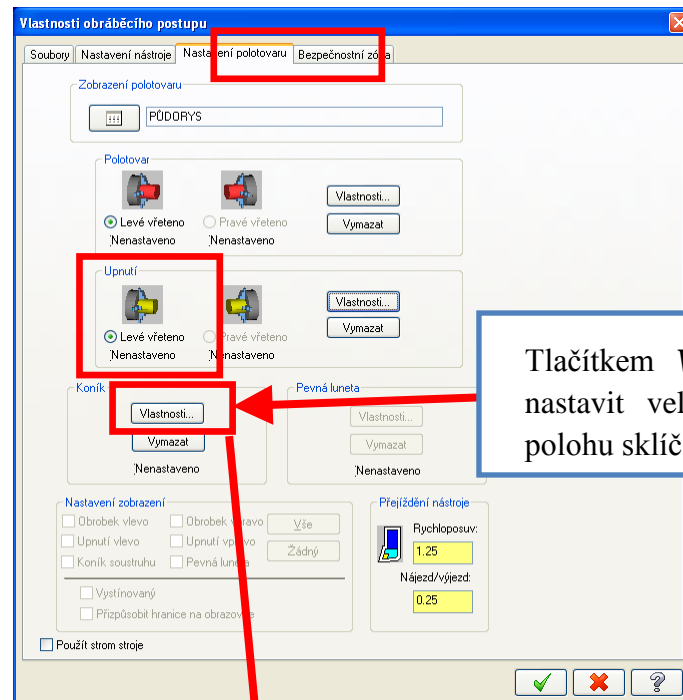 Vlastnosti obráběcího postupu
Soubory Nastavení nástroje Nastavení polotovaru Bezpečnostní zóna
Zobrazení polotovaru
PŮDORYS
Polotovar
Levé vřeteno Pravé vřeteno Vlastnosti...
Nenastaveno Nenastaveno Vymazat
Upnutí
Levé vřeteno Pravé vřeteno Vlastnosti...
Nenastaveno Nenastaveno Vymazat
Koník Pevná luneta
Vlastnosti... Vlastnosti...
Vymazat Vymazat
Nenastaveno Nenastaveno
Tlačítkem
nastavit vel
polohu sklíč
Nastavení zobrazení
Obrobek vlevo Obrobek vpravo Vše
Upnutí vlevo Upnutí vpravo Žádný
Koník soustruhu Pevná luneta
Vystínovaný
Přizpůsobit hranice na obrazovce
Přejíždění nástroje
Rychloposuv:
1.25
Nájezd/výjezd:
0.25
Použít strom stroje